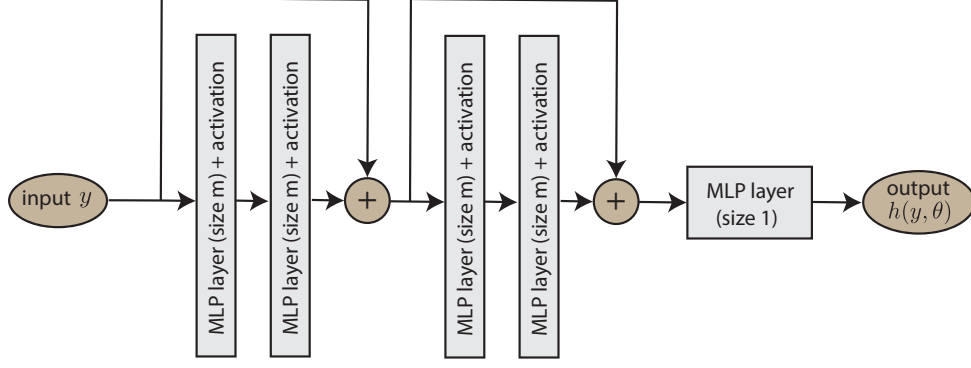 input y
MLP layer (size m) + activation
MLP layer (size m) + activation
+
MLP layer (size m) + activation
MLP layer (size m) + activation
+
MLP layer
(size 1)
output
h(y, θ)